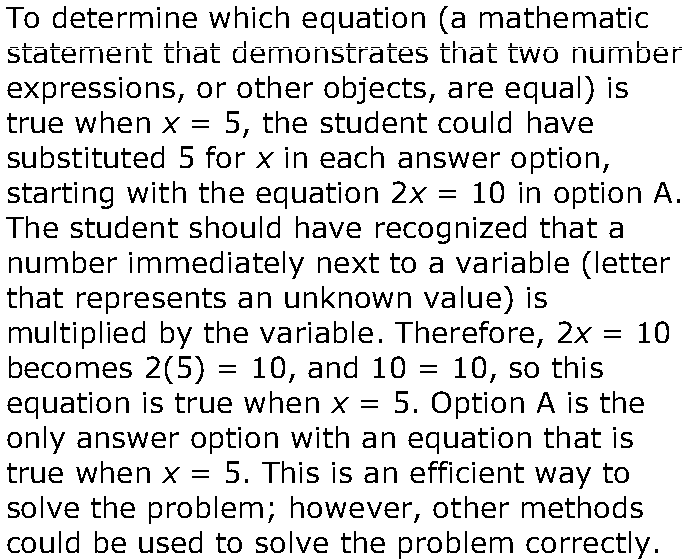 To determine which equation (a mathematic
statement that demonstrates that two number
expressions, or other objects, are equal) is
true when x = 5, the student could have
substituted 5 for x in each answer option,
starting with the equation 2x = 10 in option A.
The student should have recognized that a
number immediately next to a variable (letter
that represents an unknown value) is
multiplied by the variable. Therefore, 2x = 10
becomes 2(5) = 10, and 10 = 10, so this
equation is true when x = 5. Option A is the
only answer option with an equation that is
true when x = 5. This is an efficient way to
solve the problem; however, other methods
could be used to solve the problem correctly.